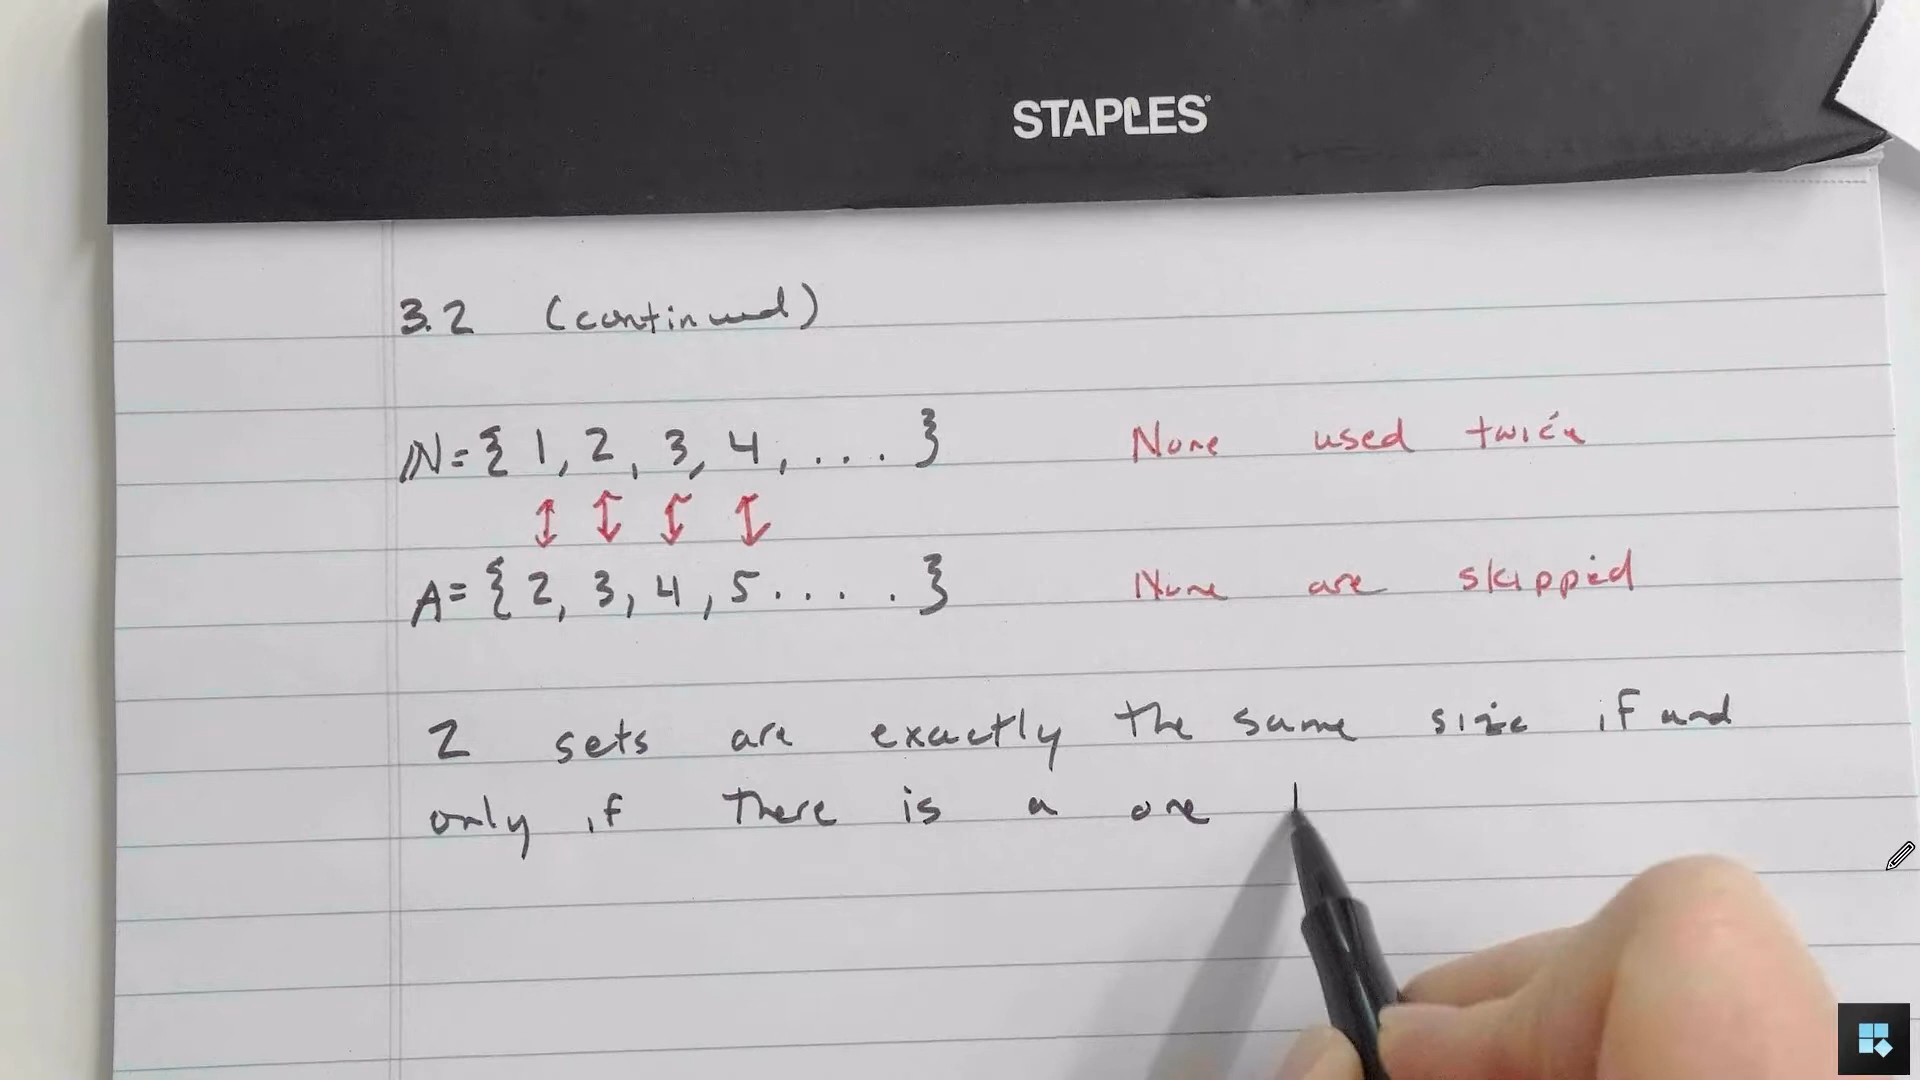 STAPLES
3.2 (continued)
ℕ = { 1, 2, 3, 4, ... } None used twice
↕ ↕ ↕ ↕
A = { 2, 3, 4, 5 ..... } None are skipped
2 sets are exactly the same size if and
only if there is a one